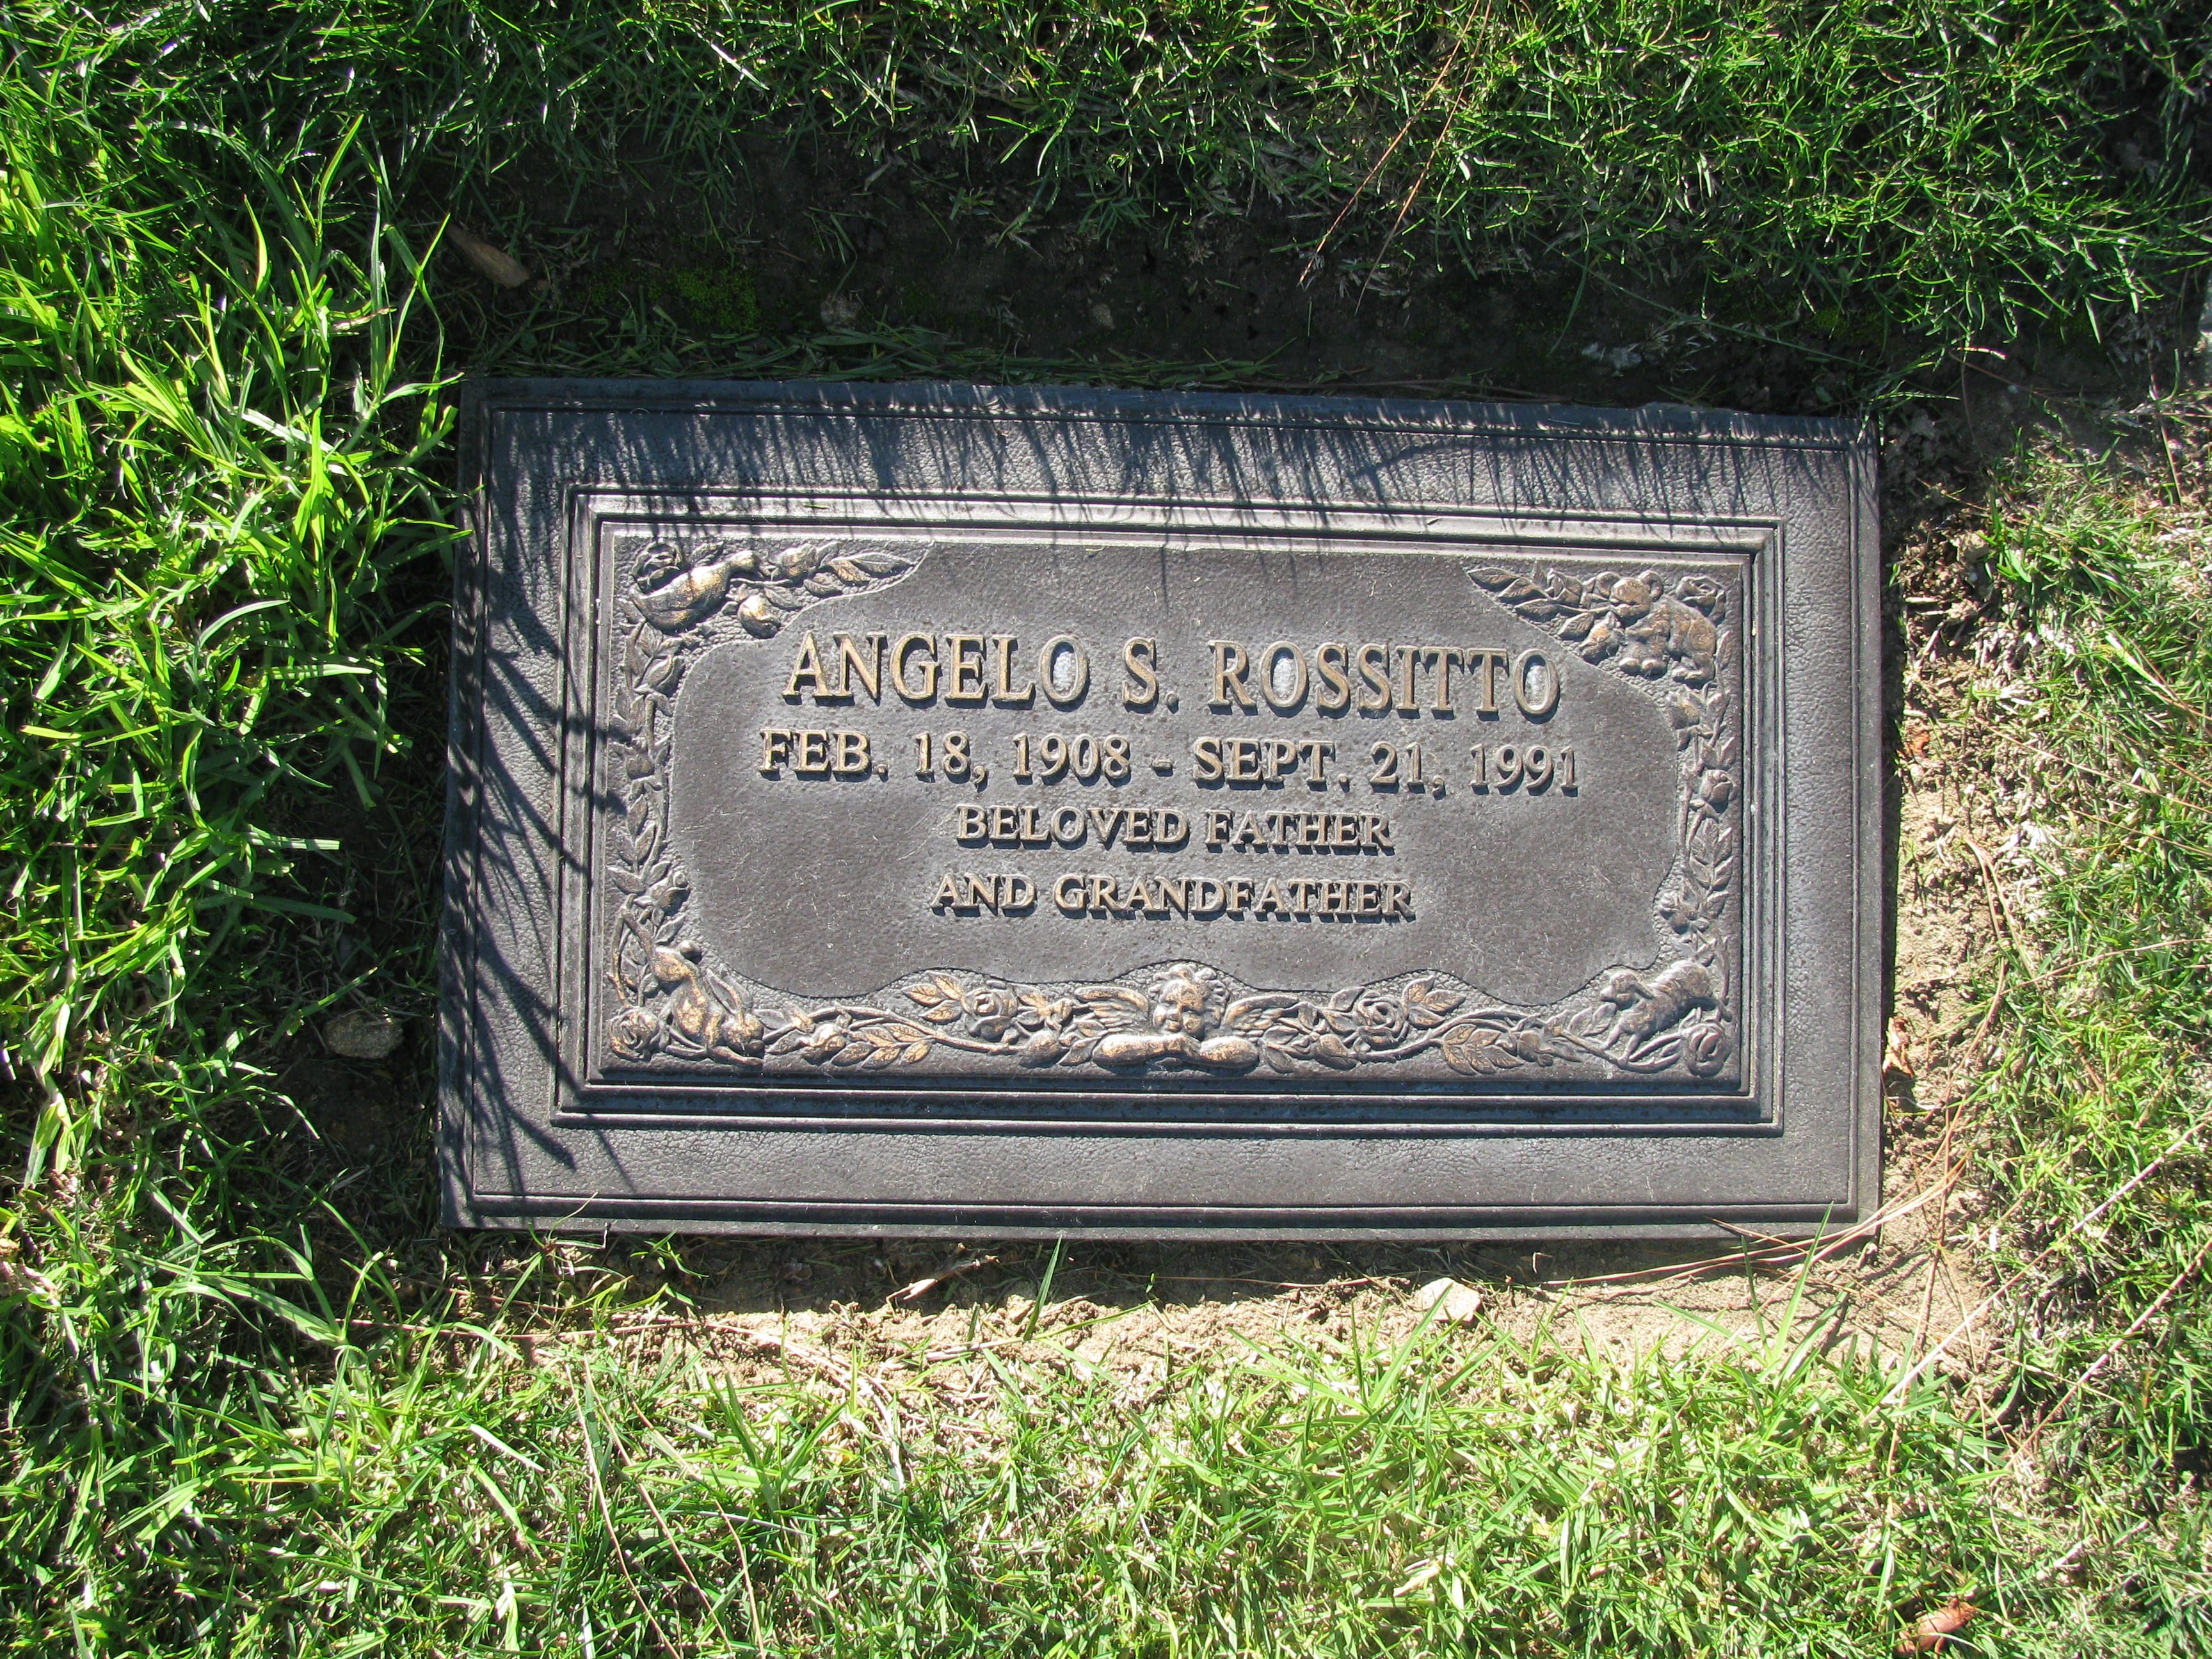 ANGELO S. ROSSITTO
FEB. 18, 1908 - SEPT. 21, 1991
BELOVED FATHER
AND GRANDFATHER